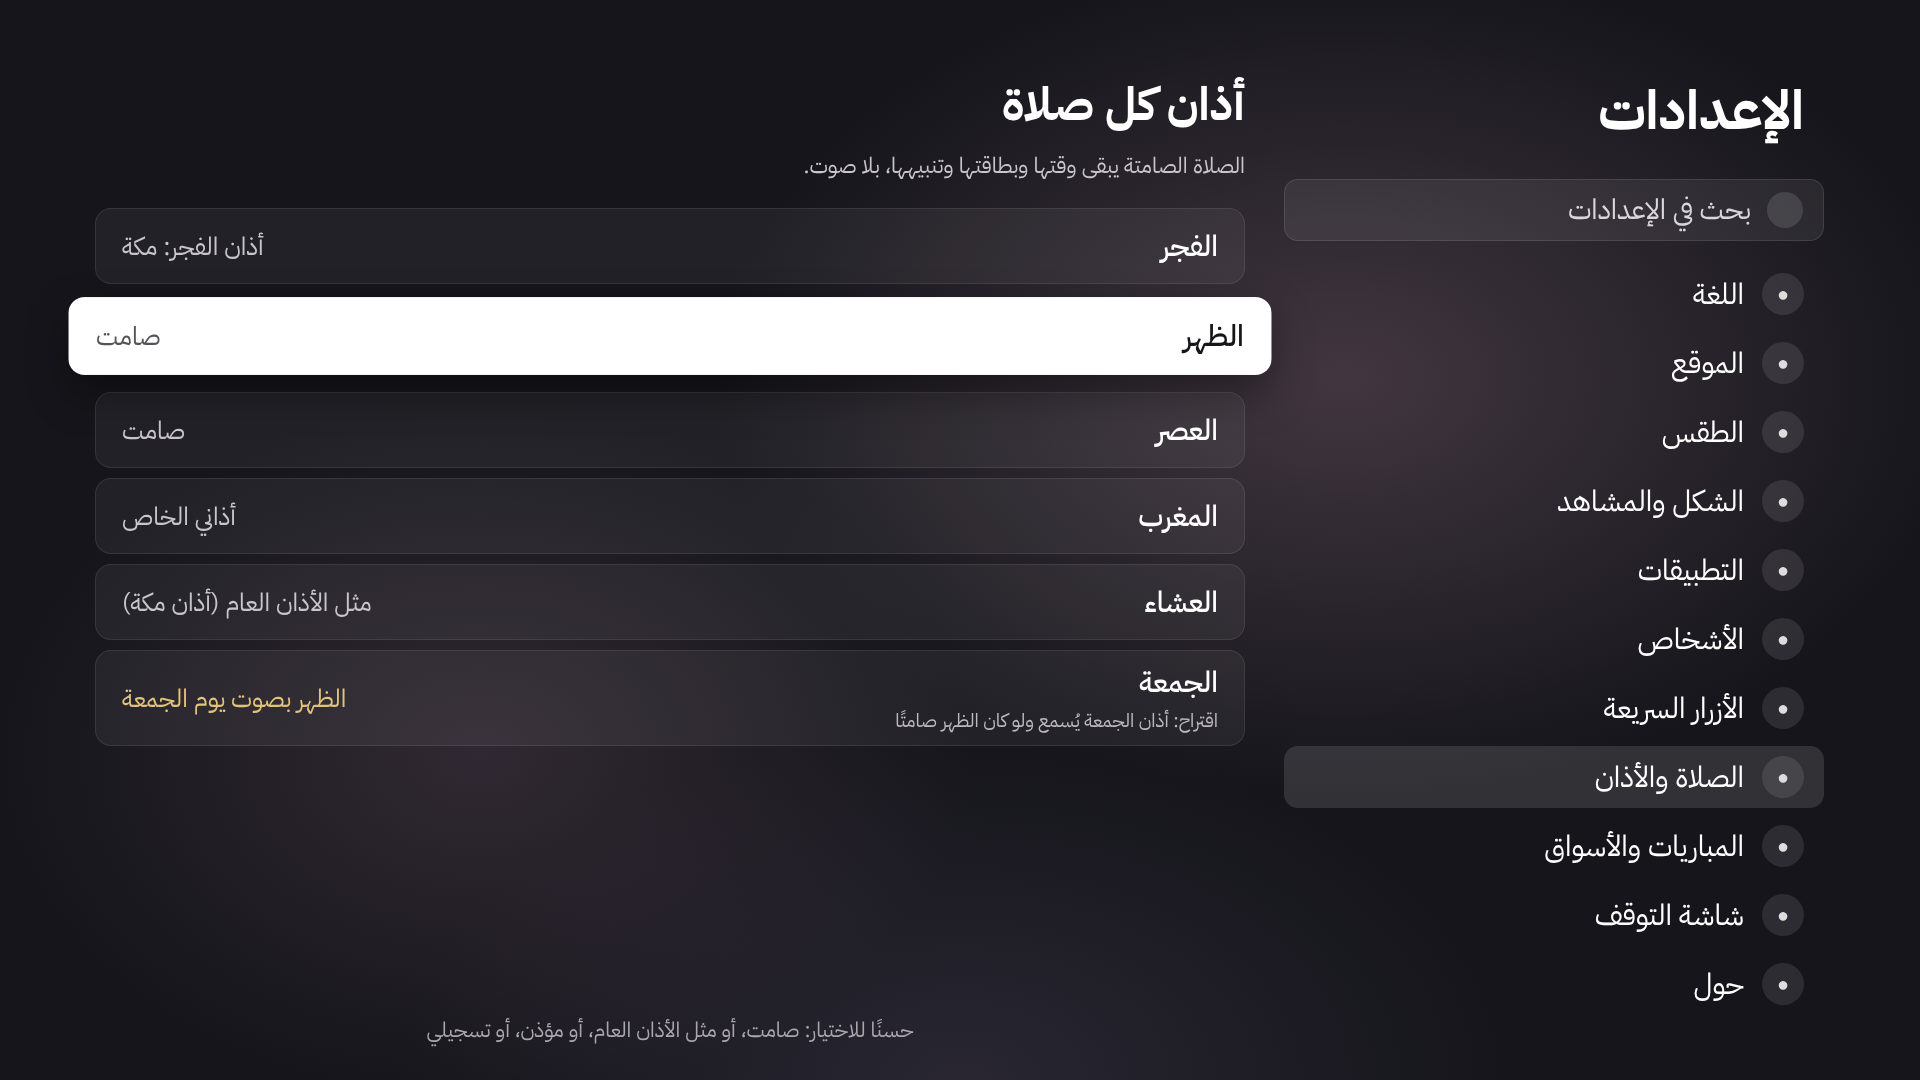 الإعدادات
بحث في الإعدادات
اللغة
الموقع
الطقس
الشكل والمشاهد
التطبيقات
الأشخاص
الأزرار السريعة
الصلاة والأذان
المباريات والأسواق
شاشة التوقف
حول
أذان كل صلاة
الصلاة الصامتة يبقى وقتها وبطاقتها وتنبيهها، بلا صوت.
الفجر
أذان الفجر: مكة
الظهر
صامت
العصر
صامت
المغرب
أذاني الخاص
العشاء
مثل الأذان العام (أذان مكة)
الجمعة
اقتراح: أذان الجمعة يُسمع ولو كان الظهر صامتًا
الظهر بصوت يوم الجمعة
حسنًا للاختيار: صامت، أو مثل الأذان العام، أو مؤذن، أو تسجيلي